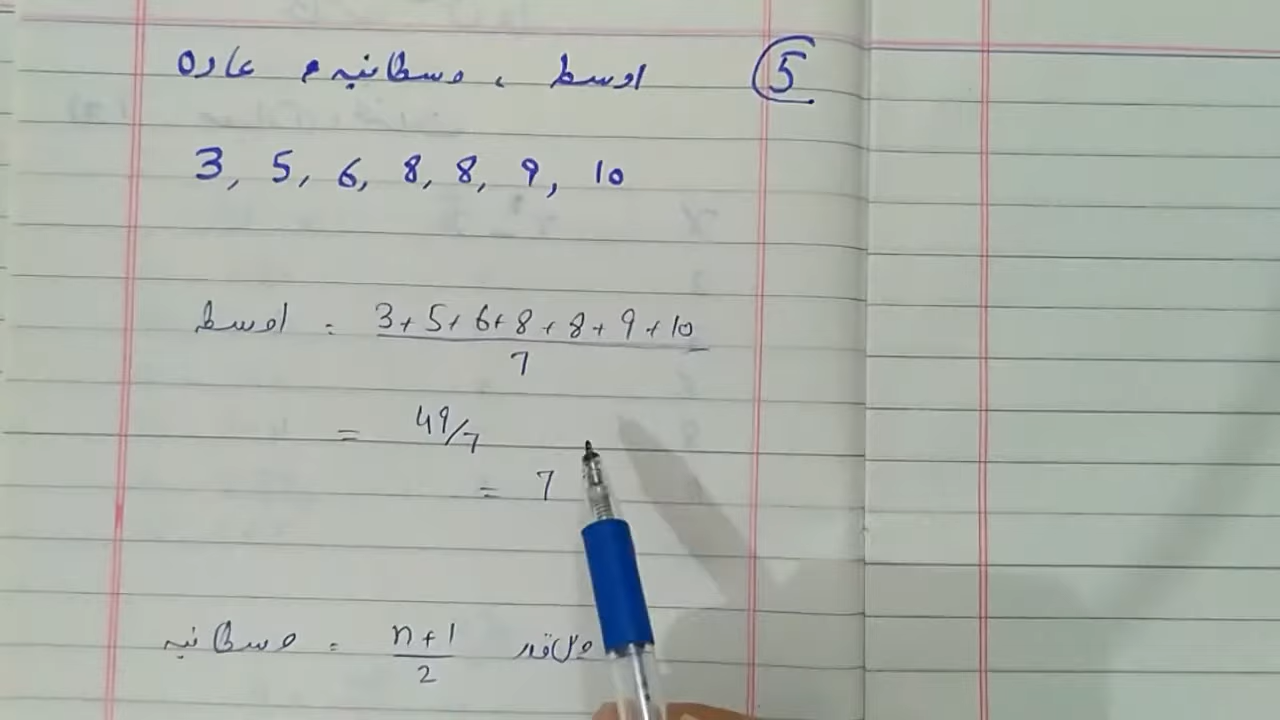 5 اوسط ، وسطانیہ م عادہ
3, 5, 6, 8, 8, 9, 10
اوسط = 3+5+6+8+8+9+10 / 7
= 49/7
= 7
وسطانیہ = n+1 / 2 ویں قدر